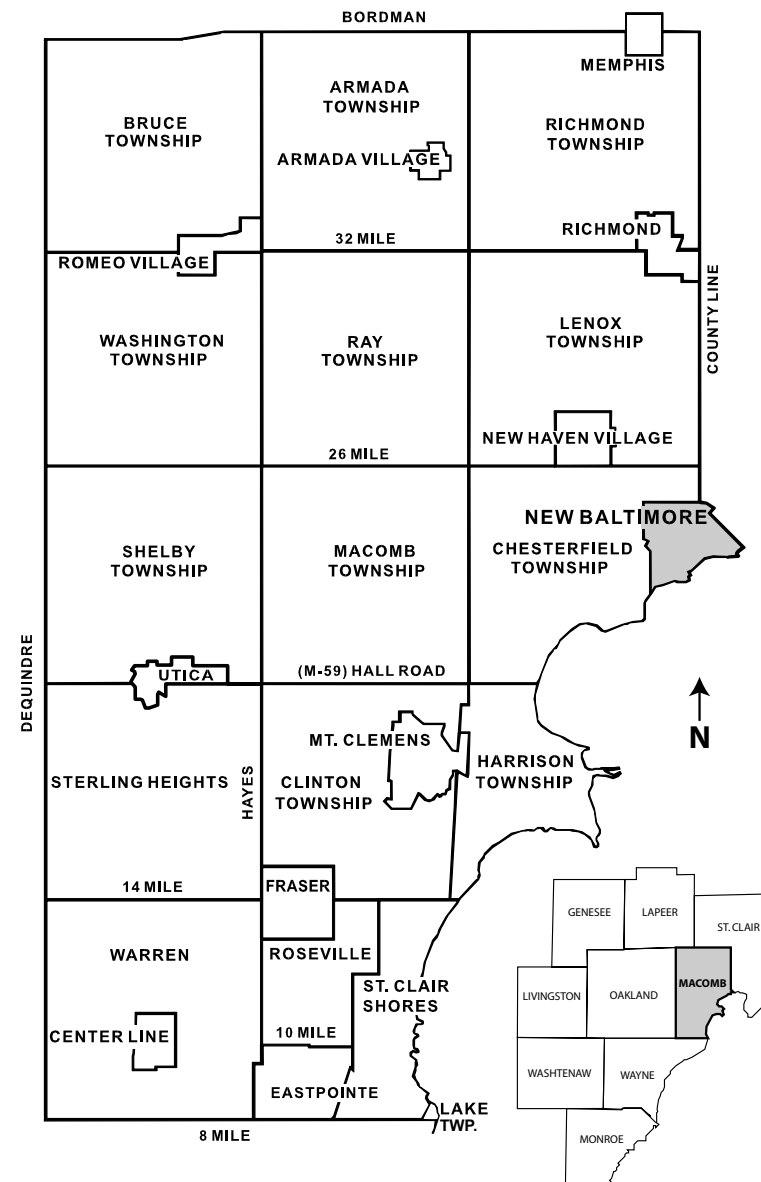 BORDMAN
MEMPHIS
ARMADA
TOWNSHIP
BRUCE
TOWNSHIP
RICHMOND
TOWNSHIP
ARMADA VILLAGE
RICHMOND
32 MILE
ROMEO VILLAGE
COUNTY LINE
WASHINGTON
TOWNSHIP
RAY
TOWNSHIP
LENOX
TOWNSHIP
NEW HAVEN VILLAGE
26 MILE
NEW BALTIMORE
SHELBY
TOWNSHIP
MACOMB
TOWNSHIP
CHESTERFIELD
TOWNSHIP
DEQUINDRE
UTICA
(M-59) HALL ROAD
N
MT. CLEMENS
STERLING HEIGHTS
HAYES
CLINTON
TOWNSHIP
HARRISON
TOWNSHIP
14 MILE
FRASER
WARREN
ROSEVILLE
ST. CLAIR
SHORES
CENTER LINE
10 MILE
EASTPOINTE
LAKE
TWP.
8 MILE
GENESEE
LAPEER
ST. CLAIR
LIVINGSTON
OAKLAND
MACOMB
WASHTENAW
WAYNE
MONROE